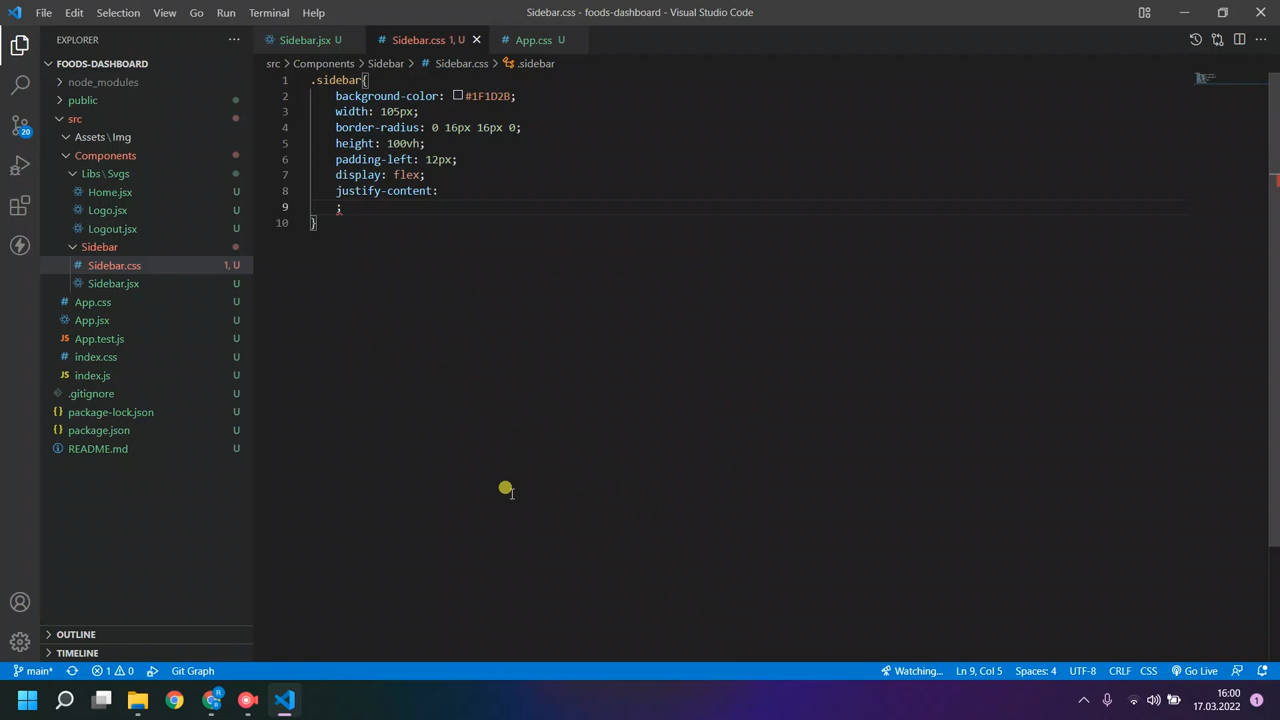 File Edit Selection View Go Run Terminal Help
Sidebar.css - foods-dashboard - Visual Studio Code
EXPLORER
Sidebar.jsx U
Sidebar.css 1, U
App.css U
src > Components > Sidebar > # Sidebar.css > .sidebar
FOODS-DASHBOARD
node_modules
public
src
Assets \ Img
Components
Libs \ Svgs
Home.jsx U
Logo.jsx U
Logout.jsx U
Sidebar
Sidebar.css 1, U
Sidebar.jsx U
App.css U
App.jsx U
App.test.js U
index.css U
index.js U
.gitignore U
package-lock.json U
package.json U
README.md U
OUTLINE
TIMELINE
1 .sidebar{
2 background-color: #1F1D2B;
3 width: 105px;
4 border-radius: 0 16px 16px 0;
5 height: 100vh;
6 padding-left: 12px;
7 display: flex;
8 justify-content:
9 ;
10 }
20
main* 1 0 Git Graph
Watching... Ln 9, Col 5 Spaces: 4 UTF-8 CRLF CSS Go Live
16:00
17.03.2022
1